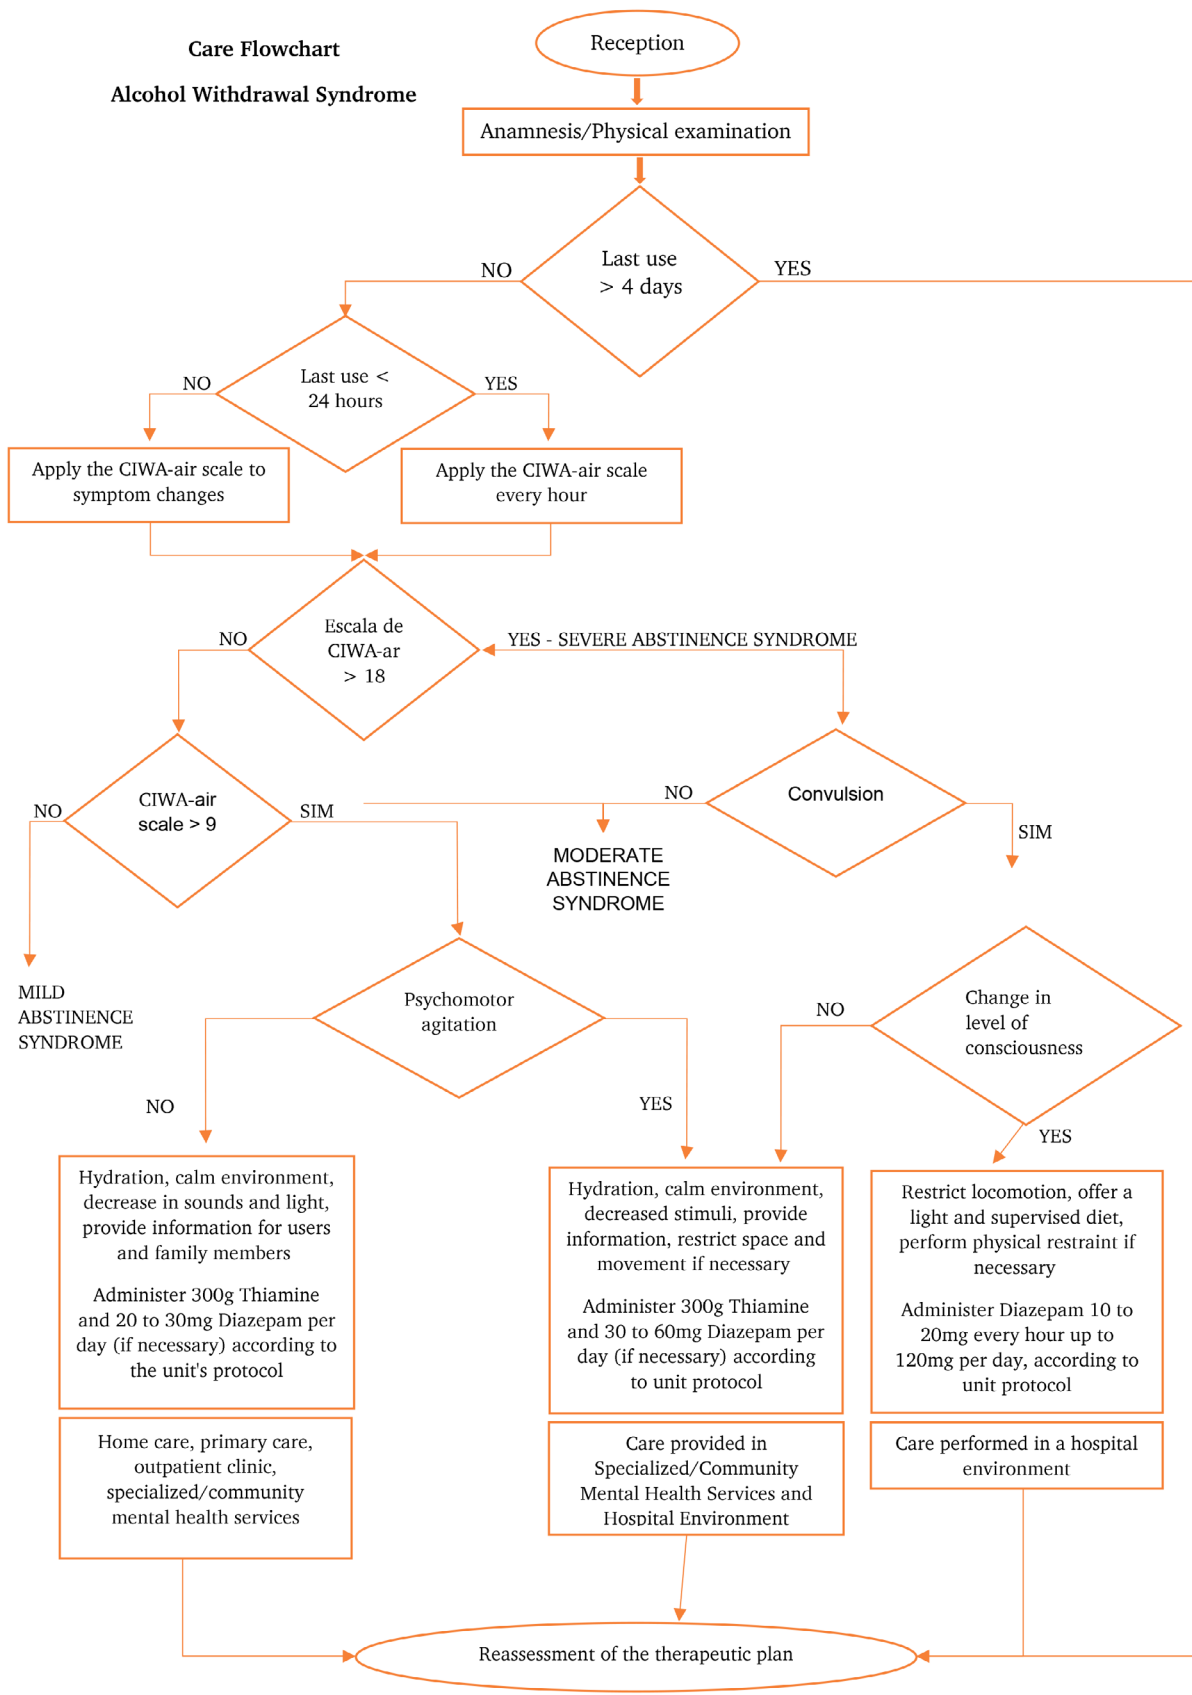 Care Flowchart
Alcohol Withdrawal Syndrome
Reception
Anamnesis/Physical examination
Last use
> 4 days
NO
YES
Last use <
24 hours
NO
YES
Apply the CIWA-air scale to
symptom changes
Apply the CIWA-air scale
every hour
Escala de
CIWA-ar
> 18
NO
YES - SEVERE ABSTINENCE SYNDROME
CIWA-air
scale > 9
NO
SIM
Convulsion
NO
SIM
MODERATE
ABSTINENCE
SYNDROME
MILD
ABSTINENCE
SYNDROME
Psychomotor
agitation
NO
YES
Change in
level of
consciousness
NO
YES
Hydration, calm environment,
decrease in sounds and light,
provide information for users
and family members
Administer 300g Thiamine
and 20 to 30mg Diazepam per
day (if necessary) according to
the unit's protocol
Hydration, calm environment,
decreased stimuli, provide
information, restrict space and
movement if necessary
Administer 300g Thiamine
and 30 to 60mg Diazepam per
day (if necessary) according
to unit protocol
Restrict locomotion, offer a
light and supervised diet,
perform physical restraint if
necessary
Administer Diazepam 10 to
20mg every hour up to
120mg per day, according to
unit protocol
Home care, primary care,
outpatient clinic,
specialized/community
mental health services
Care provided in
Specialized/Community
Mental Health Services and
Hospital Environment
Care performed in a hospital
environment
Reassessment of the therapeutic plan